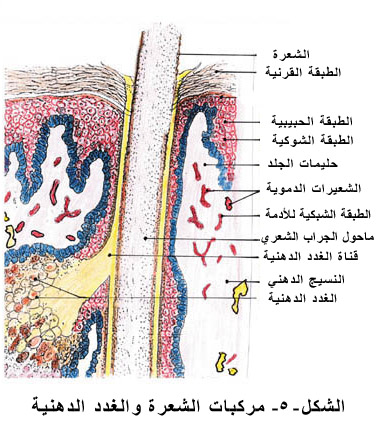 الشعرة
الطبقة القرنية
الطبقة الحبيبية
الطبقة الشوكية
حليمات الجلد
الشعيرات الدموية
الطبقة الشبكية للأدمة
ماحول الجراب الشعري
قناة الغدد الدهنية
النسيج الدهني
الغدد الدهنية
الشكل-٥- مركبات الشعرة والغدد الدهنية